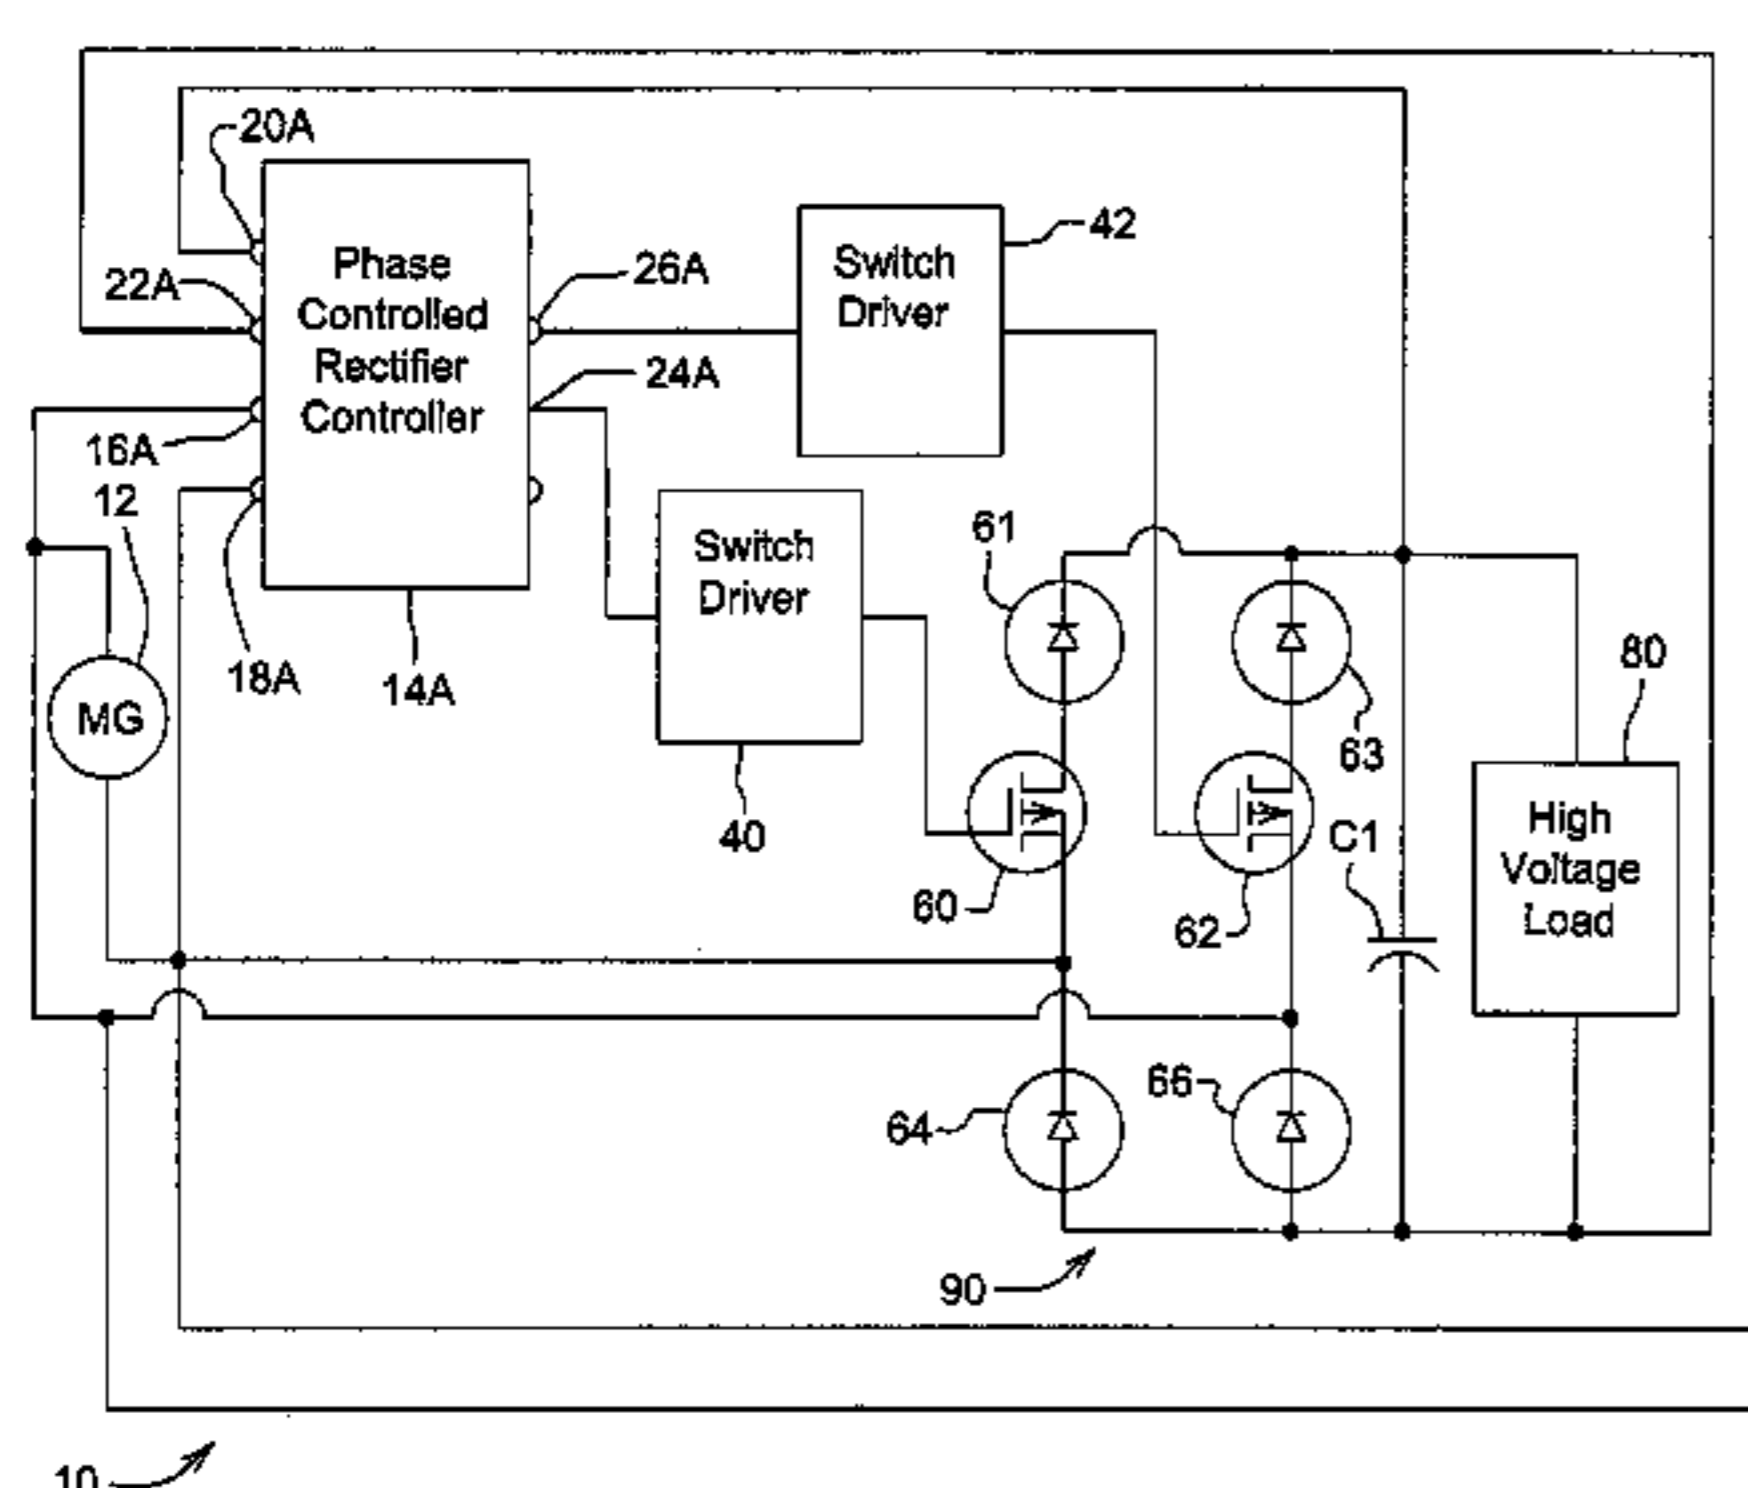 20A
Phase
Controlled
Rectifier
Controller
22A
26A
24A
16A
12
18A
14A
MG
Switch
Driver
42
Switch
Driver
40
61
63
80
60
62
C1
High
Voltage
Load
64
66
90
10